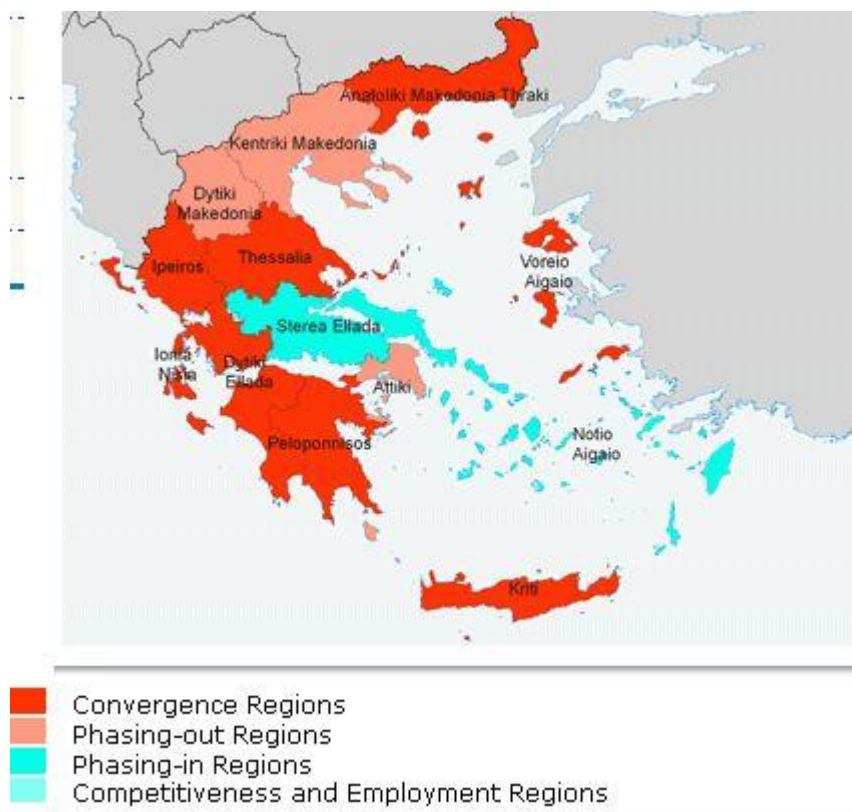 Anatoliki Makedonia Thraki
Kentriki Makedonia
Dytiki
Makedonia
Ipeiros
Thessalia
Voreio
Aigaio
Sterea Ellada
Ionia
Nisia
Dytiki
Ellada
Attiki
Peloponnisos
Notio
Aigaio
Kriti
Convergence Regions
Phasing-out Regions
Phasing-in Regions
Competitiveness and Employment Regions